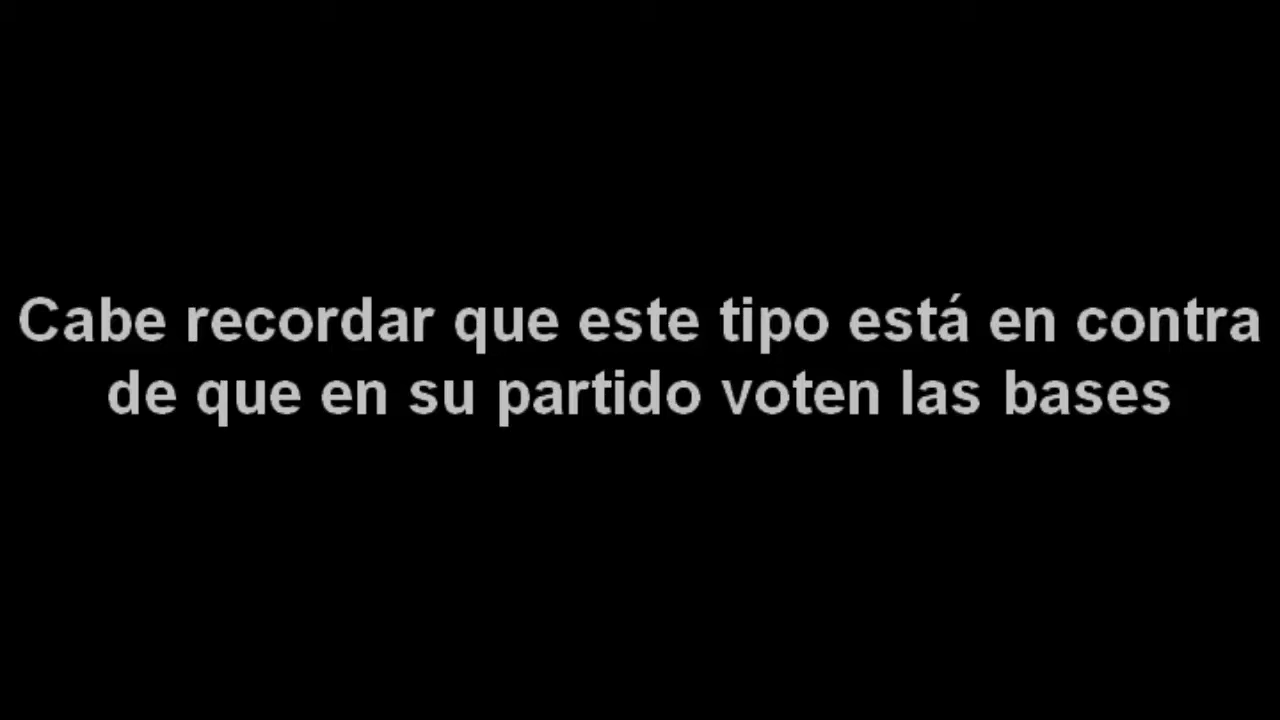 Cabe recordar que este tipo está en contra
de que en su partido voten las bases